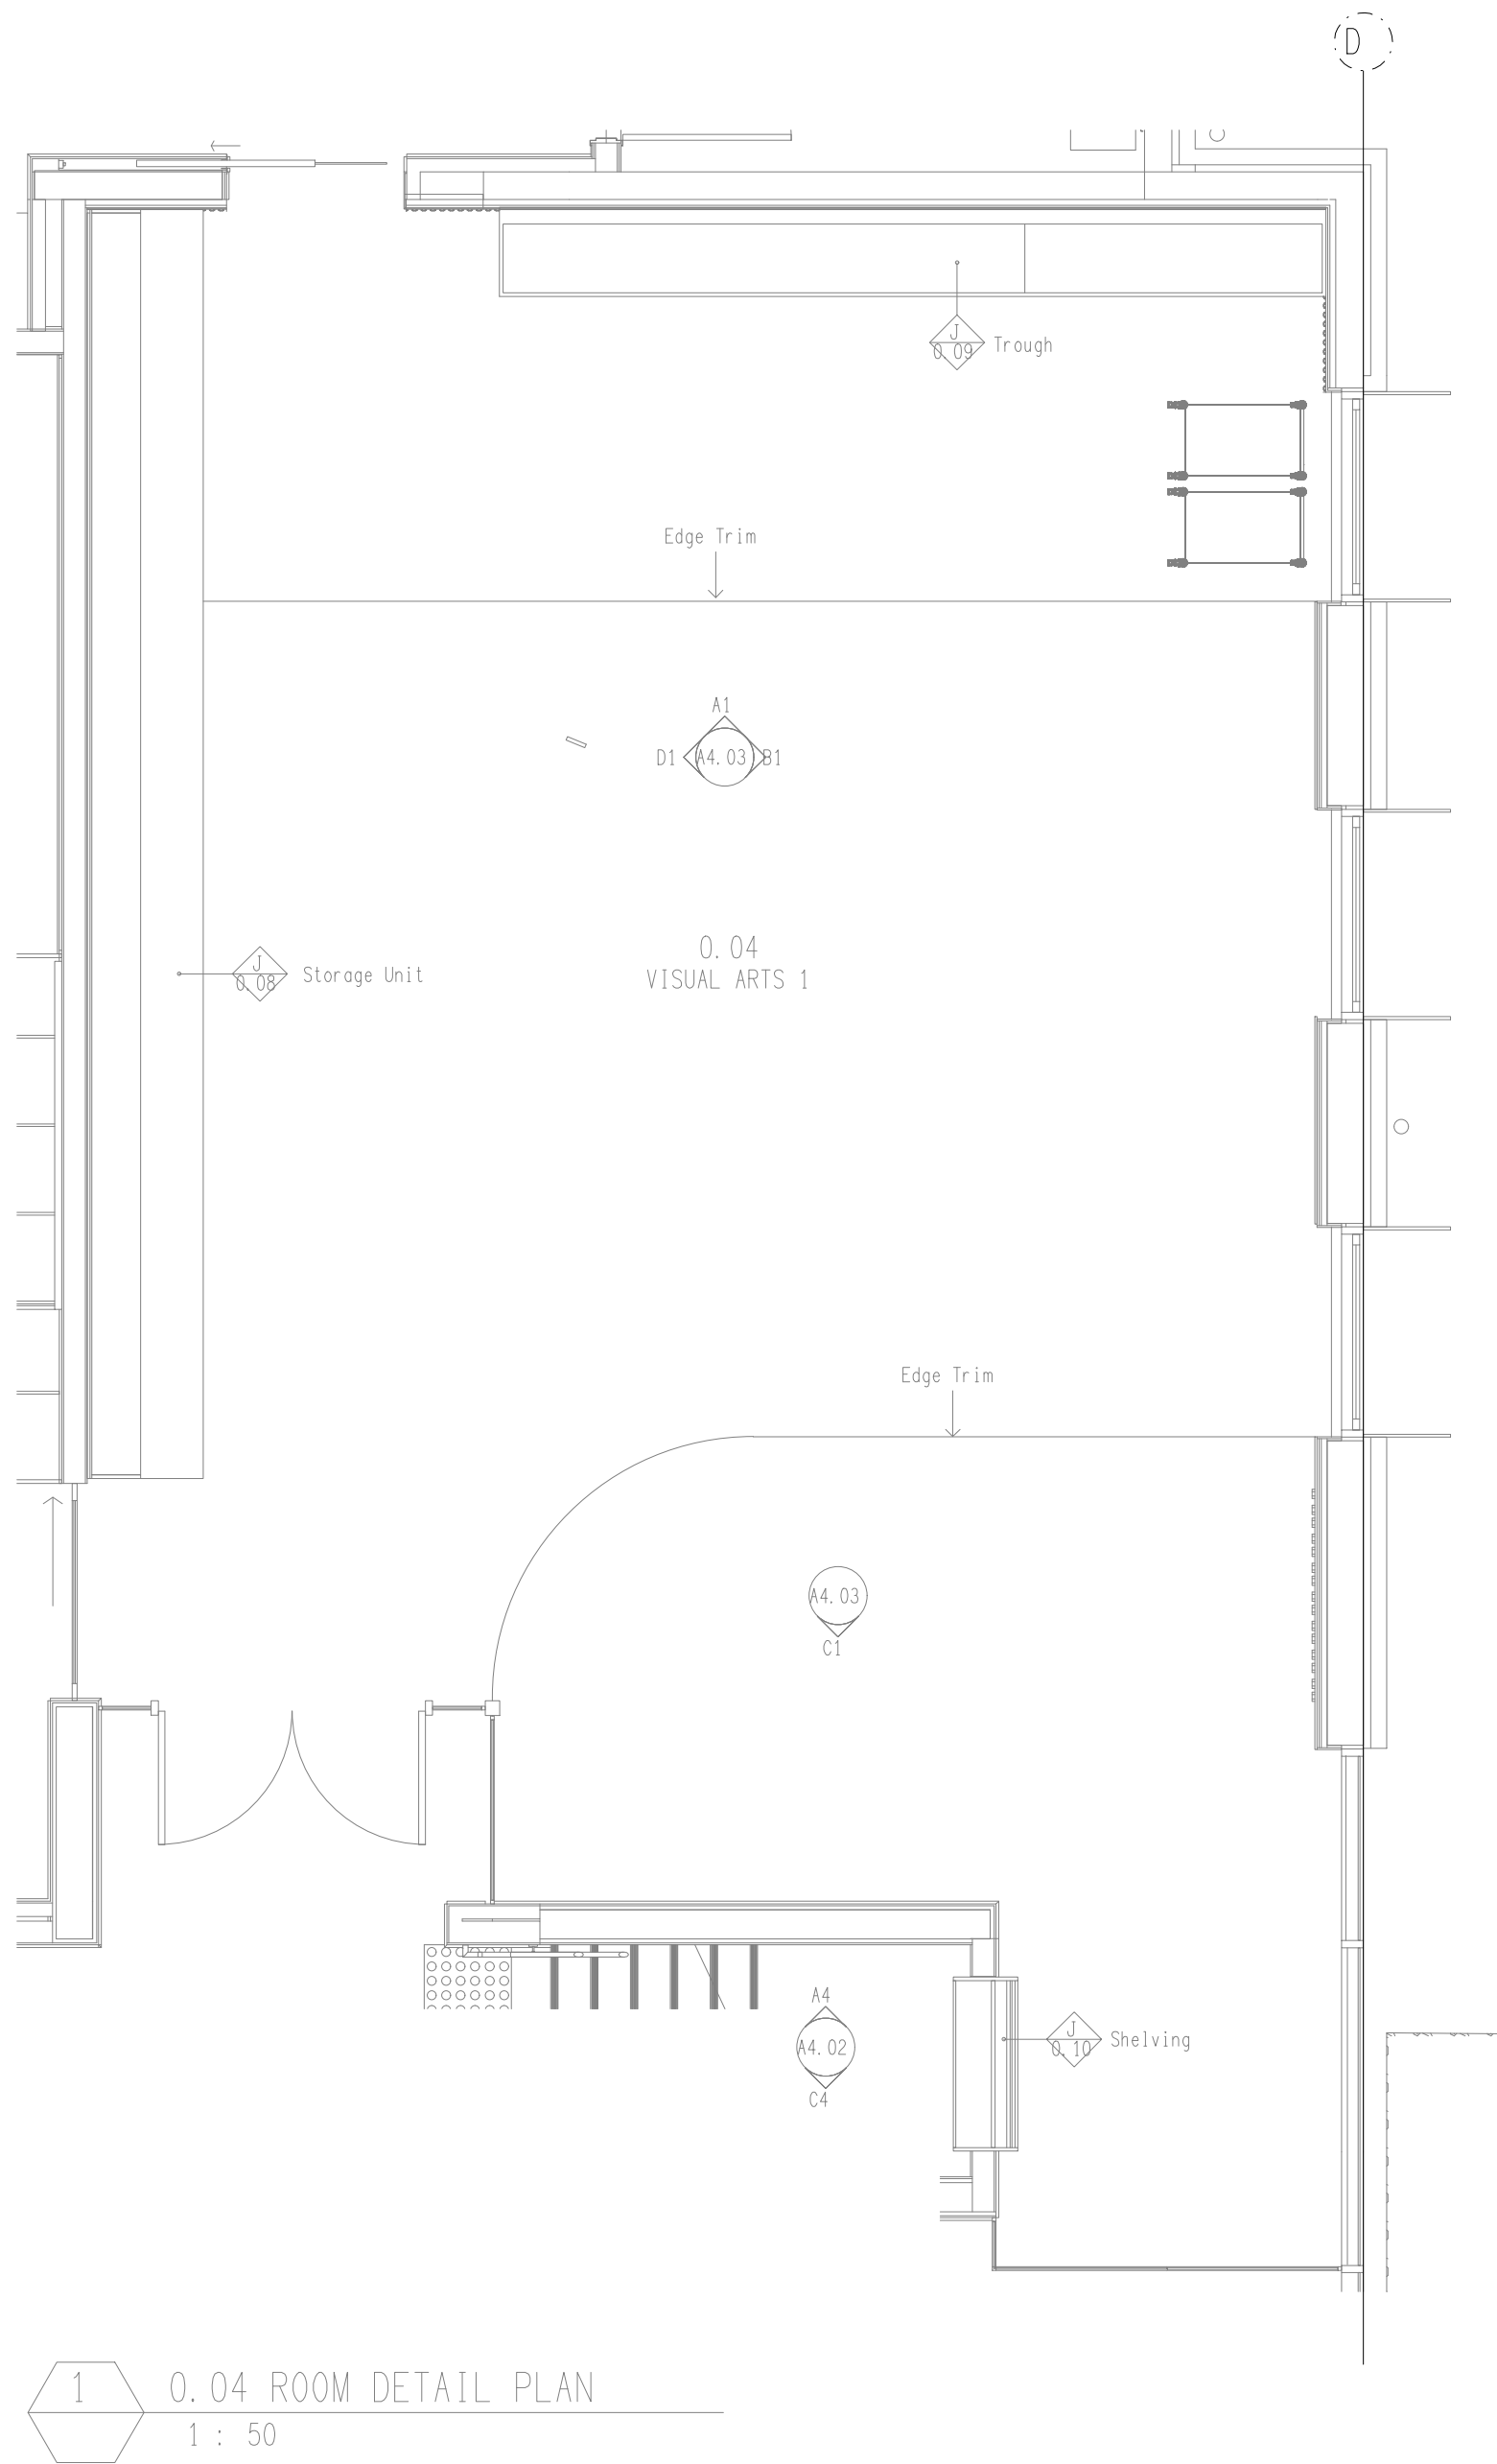 D
J
0.09 Trough
Edge Trim
A1
D1 A4.03 B1
0.04
VISUAL ARTS 1
J
0.08 Storage Unit
Edge Trim
A4.03
C1
A4
A4.02
C4
J
0.10 Shelving
1 0.04 ROOM DETAIL PLAN
1 : 50